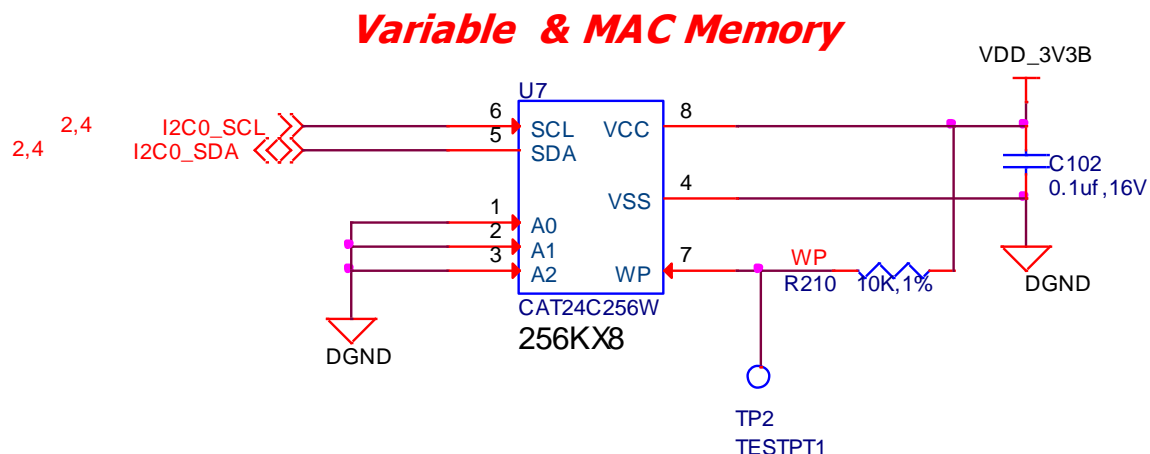 Variable & MAC Memory
VDD_3V3B
U7
2,4 I2C0_SCL 6 SCL VCC 8
2,4 I2C0_SDA 5 SDA
C102
0.1uf,16V
VSS 4
1 A0
2 A1
3 A2 WP 7 WP
R210 10K,1%
DGND
CAT24C256W
256KX8
DGND
TP2
TESTPT1